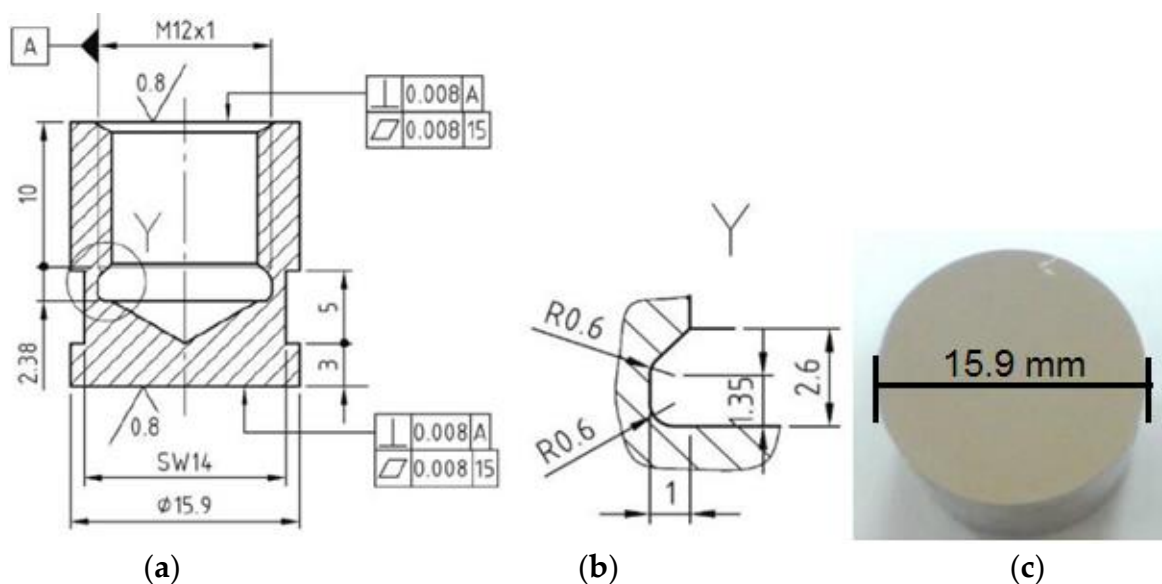 A
M12x1
0.8
⊥ 0.008 A
⏥ 0.008 15
10
Y
5
2.38
3
0.8
⊥ 0.008 A
⏥ 0.008 15
SW14
⌀15.9
Y
R0.6
R0.6
1.35
2.6
1
15.9 mm
(a)
(b)
(c)